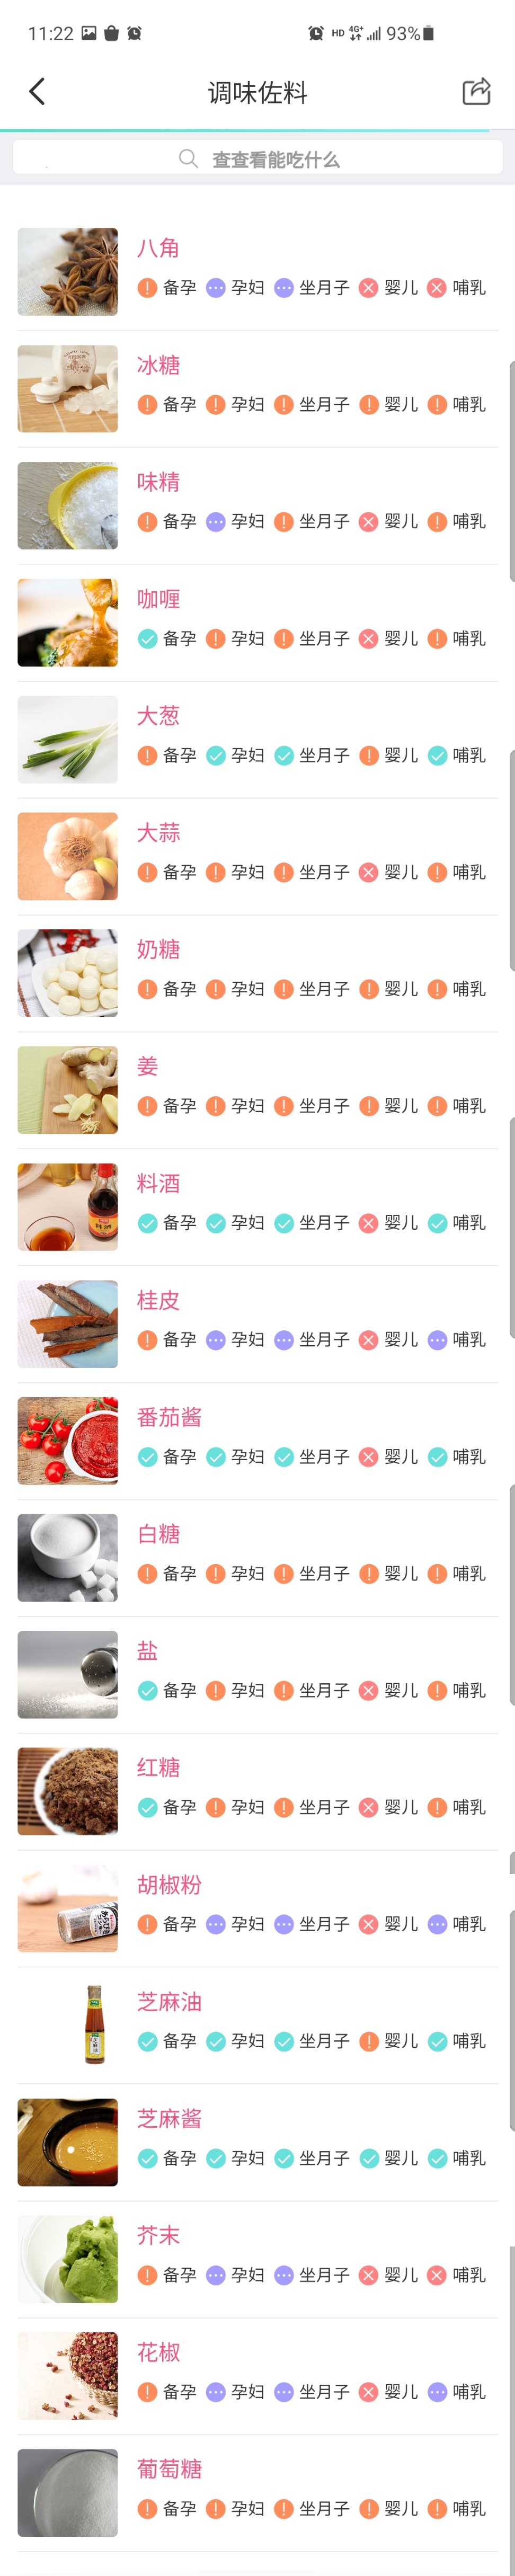 11:22 HD 4G+ 93%
调味佐料
查查看能吃什么
八角
备孕 孕妇 坐月子 婴儿 哺乳
冰糖
备孕 孕妇 坐月子 婴儿 哺乳
味精
备孕 孕妇 坐月子 婴儿 哺乳
咖喱
备孕 孕妇 坐月子 婴儿 哺乳
大葱
备孕 孕妇 坐月子 婴儿 哺乳
大蒜
备孕 孕妇 坐月子 婴儿 哺乳
奶糖
备孕 孕妇 坐月子 婴儿 哺乳
姜
备孕 孕妇 坐月子 婴儿 哺乳
料酒
备孕 孕妇 坐月子 婴儿 哺乳
桂皮
备孕 孕妇 坐月子 婴儿 哺乳
番茄酱
备孕 孕妇 坐月子 婴儿 哺乳
白糖
备孕 孕妇 坐月子 婴儿 哺乳
盐
备孕 孕妇 坐月子 婴儿 哺乳
红糖
备孕 孕妇 坐月子 婴儿 哺乳
胡椒粉
备孕 孕妇 坐月子 婴儿 哺乳
芝麻油
备孕 孕妇 坐月子 婴儿 哺乳
芝麻酱
备孕 孕妇 坐月子 婴儿 哺乳
芥末
备孕 孕妇 坐月子 婴儿 哺乳
花椒
备孕 孕妇 坐月子 婴儿 哺乳
葡萄糖
备孕 孕妇 坐月子 婴儿 哺乳